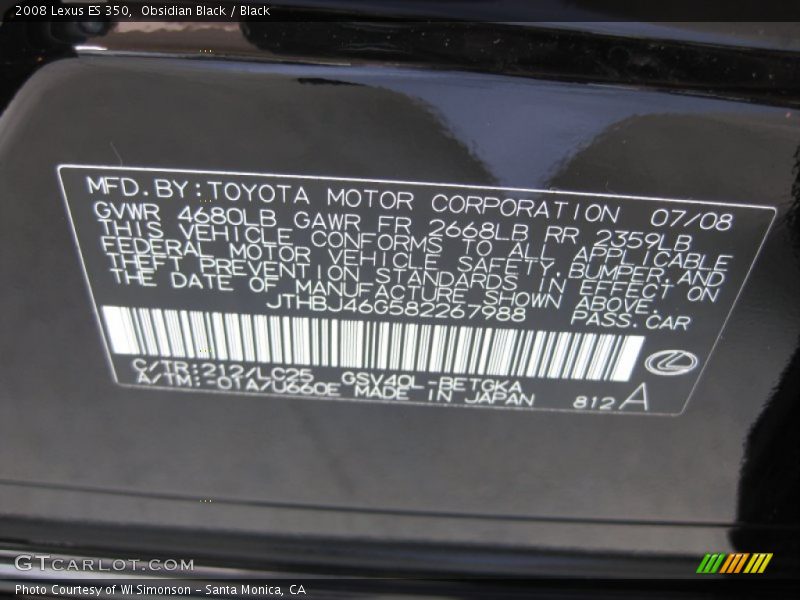 2008 Lexus ES 350, Obsidian Black / Black
MFD.BY:TOYOTA MOTOR CORPORATION 07/08
GVWR 4680LB GAWR FR 2668LB RR 2359LB
THIS VEHICLE CONFORMS TO ALL APPLICABLE
FEDERAL MOTOR VEHICLE SAFETY,BUMPER,AND
THEFT PREVENTION STANDARDS IN EFFECT ON
THE DATE OF MANUFACTURE SHOWN ABOVE.
JTHBJ46G582267988 PASS.CAR
C/TR:212/LC25 GSV40L-BETGKA
A/TM:-01A/U660E MADE IN JAPAN 812A
GTCARLOT.COM
Photo Courtesy of WI Simonson – Santa Monica, CA